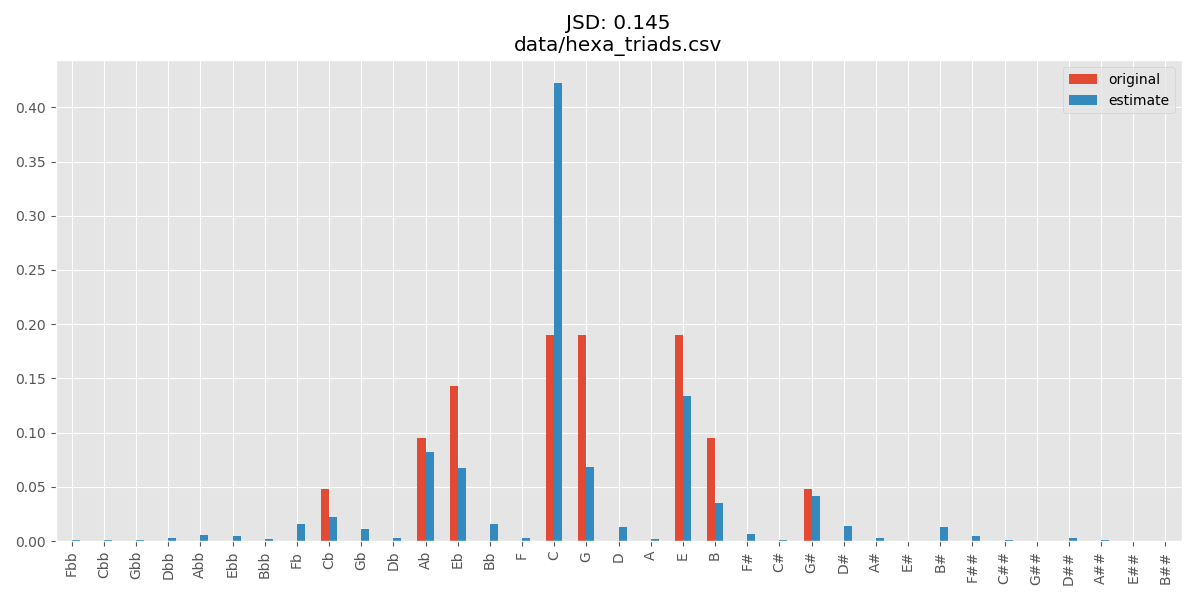 JSD: 0.145
data/hexa_triads.csv
original
estimate
0.40
0.35
0.30
0.25
0.20
0.15
0.10
0.05
0.00
Fbb
Cbb
Gbb
Dbb
Abb
Ebb
Bbb
Fb
Cb
Gb
Db
Ab
Eb
Bb
F
C
G
D
A
E
B
F#
C#
G#
D#
A#
E#
B#
F##
C##
G##
D##
A##
E##
B##